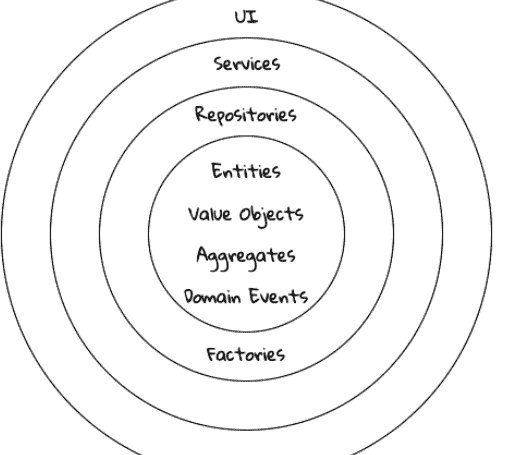 UI
Services
Repositories
Entities
Value Objects
Aggregates
Domain Events
Factories